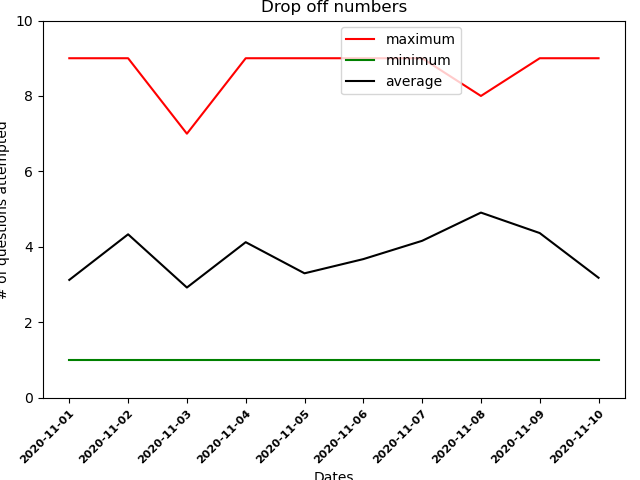 Drop off numbers
maximum
minimum
average
# of questions attempted
10
8
6
4
2
0
2020-11-01
2020-11-02
2020-11-03
2020-11-04
2020-11-05
2020-11-06
2020-11-07
2020-11-08
2020-11-09
2020-11-10
Dates